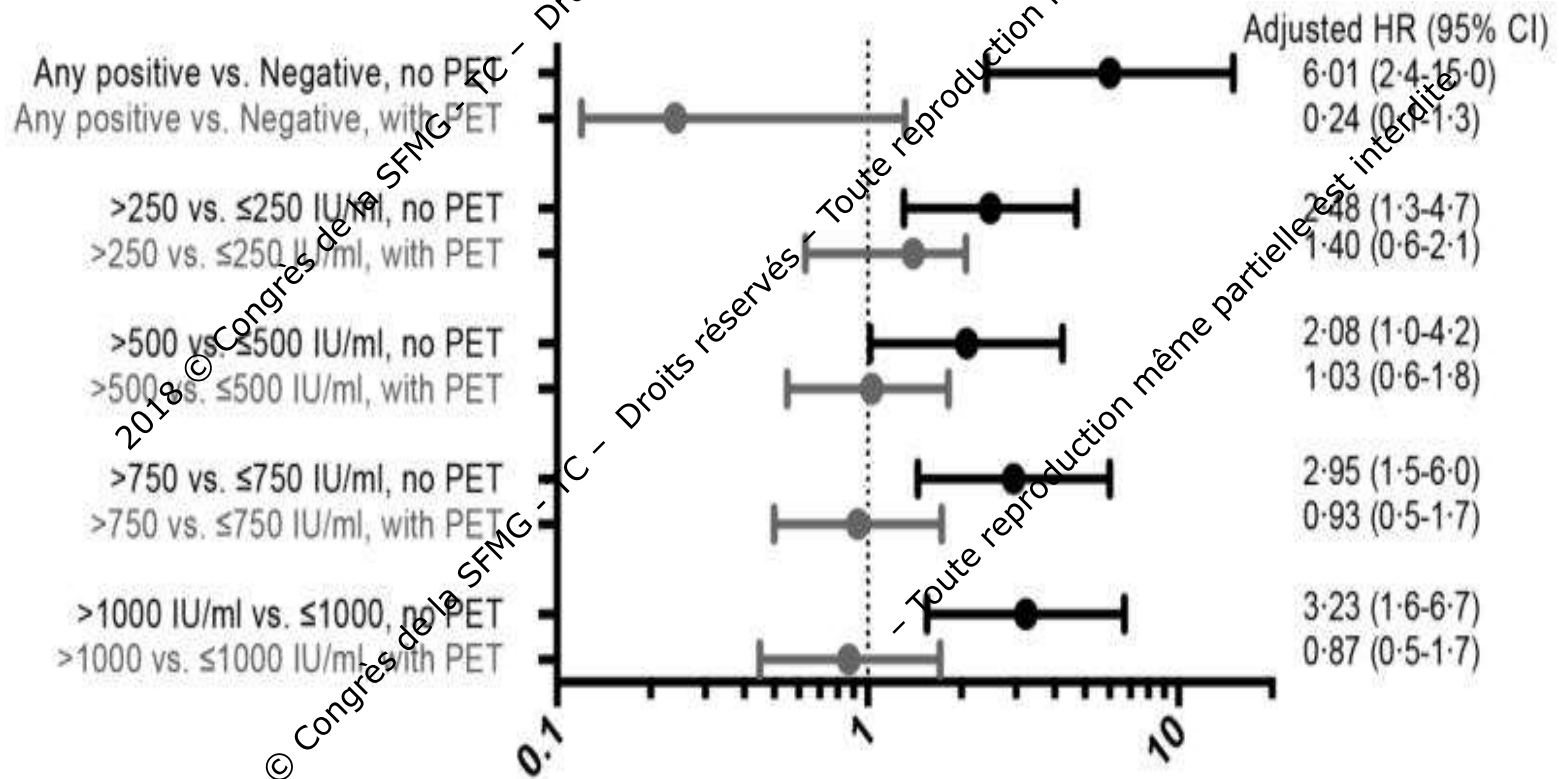 Adjusted HR (95% CI)
Any positive vs. Negative, no PET 6·01 (2·4-15·0)
Any positive vs. Negative, with PET 0·24 (0·1-1·3)
>250 vs. ≤250 IU/ml, no PET 2·48 (1·3-4·7)
>250 vs. ≤250 IU/ml, with PET 1·40 (0·6-2·1)
>500 vs. ≤500 IU/ml, no PET 2·08 (1·0-4·2)
>500 vs. ≤500 IU/ml, with PET 1·03 (0·6-1·8)
>750 vs. ≤750 IU/ml, no PET 2·95 (1·5-6·0)
>750 vs. ≤750 IU/ml, with PET 0·93 (0·5-1·7)
>1000 IU/ml vs. ≤1000, no PET 3·23 (1·6-6·7)
>1000 vs. ≤1000 IU/ml, with PET 0·87 (0·5-1·7)
0.1 1 10
2018 © Congrès de la SFMG - TC –
© Congrès de la SFMG - TC – Droits réservés – Toute reproduction
– Toute reproduction même partielle est interdite